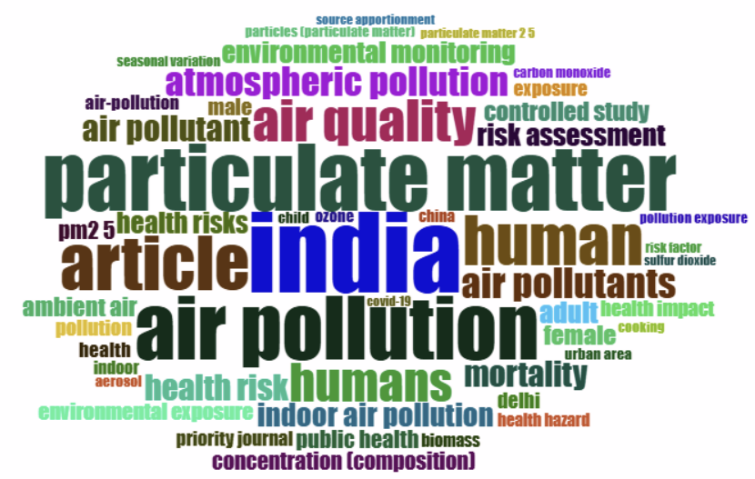 source apportionment
particles (particulate matter) particulate matter 2 5
seasonal variation environmental monitoring
atmospheric pollution carbon monoxide
exposure
air-pollution male air quality controlled study
air pollutant risk assessment
particulate matter
pm2 5 health risks child ozone china human pollution exposure
article india risk factor
sulfur dioxide
air pollutants
ambient air air pollution covid-19 adult health impact
pollution female cooking
health urban area
indoor mortality
aerosol health risk humans delhi
environmental exposure indoor air pollution health hazard
priority journal public health biomass
concentration (composition)